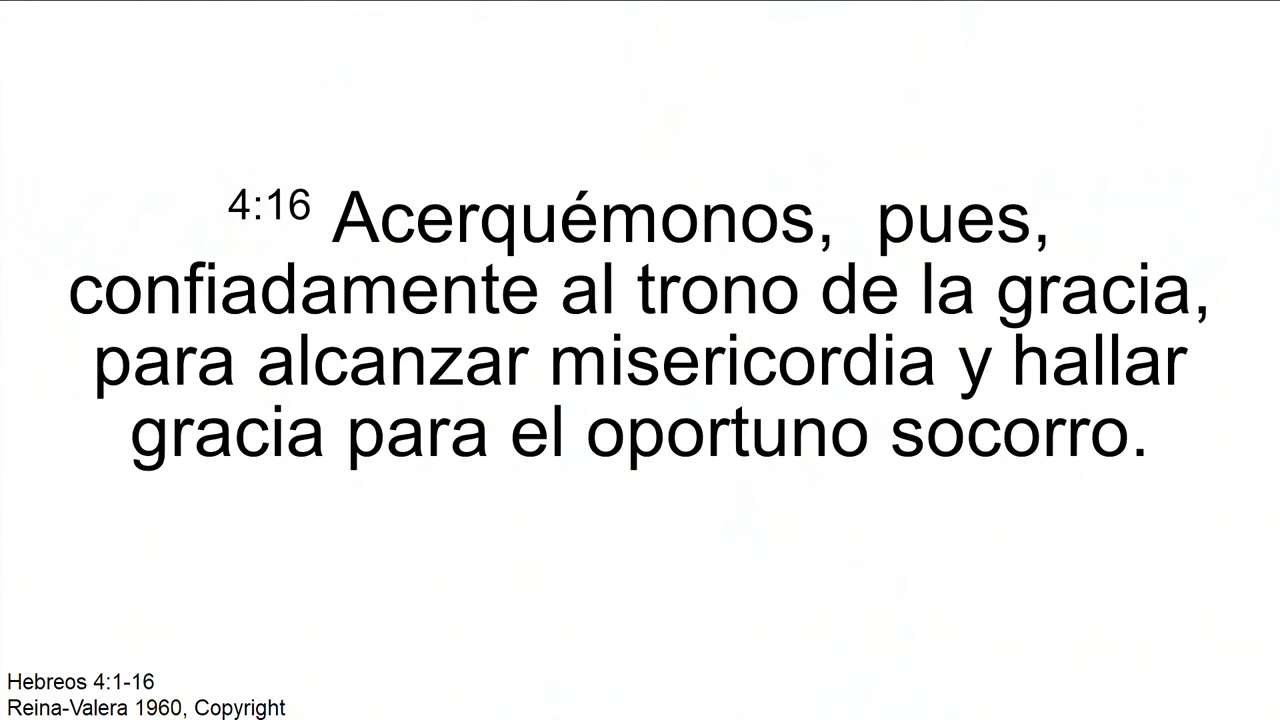 4:16 Acerquémonos, pues,
confiadamente al trono de la gracia,
para alcanzar misericordia y hallar
gracia para el oportuno socorro.
Hebreos 4:1-16
Reina-Valera 1960, Copyright